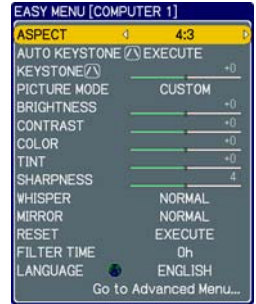 EASY MENU [COMPUTER 1]
ASPECT 4:3
AUTO KEYSTONE EXECUTE
KEYSTONE +0
PICTURE MODE CUSTOM
BRIGHTNESS +0
CONTRAST +0
COLOR +0
TINT +0
SHARPNESS 4
WHISPER NORMAL
MIRROR NORMAL
RESET EXECUTE
FILTER TIME 0h
LANGUAGE ENGLISH
Go to Advanced Menu...